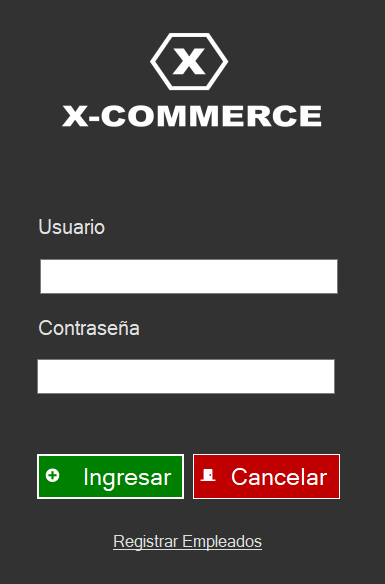 X
X-COMMERCE
Usuario
Contraseña
Ingresar
Cancelar
Registrar Empleados